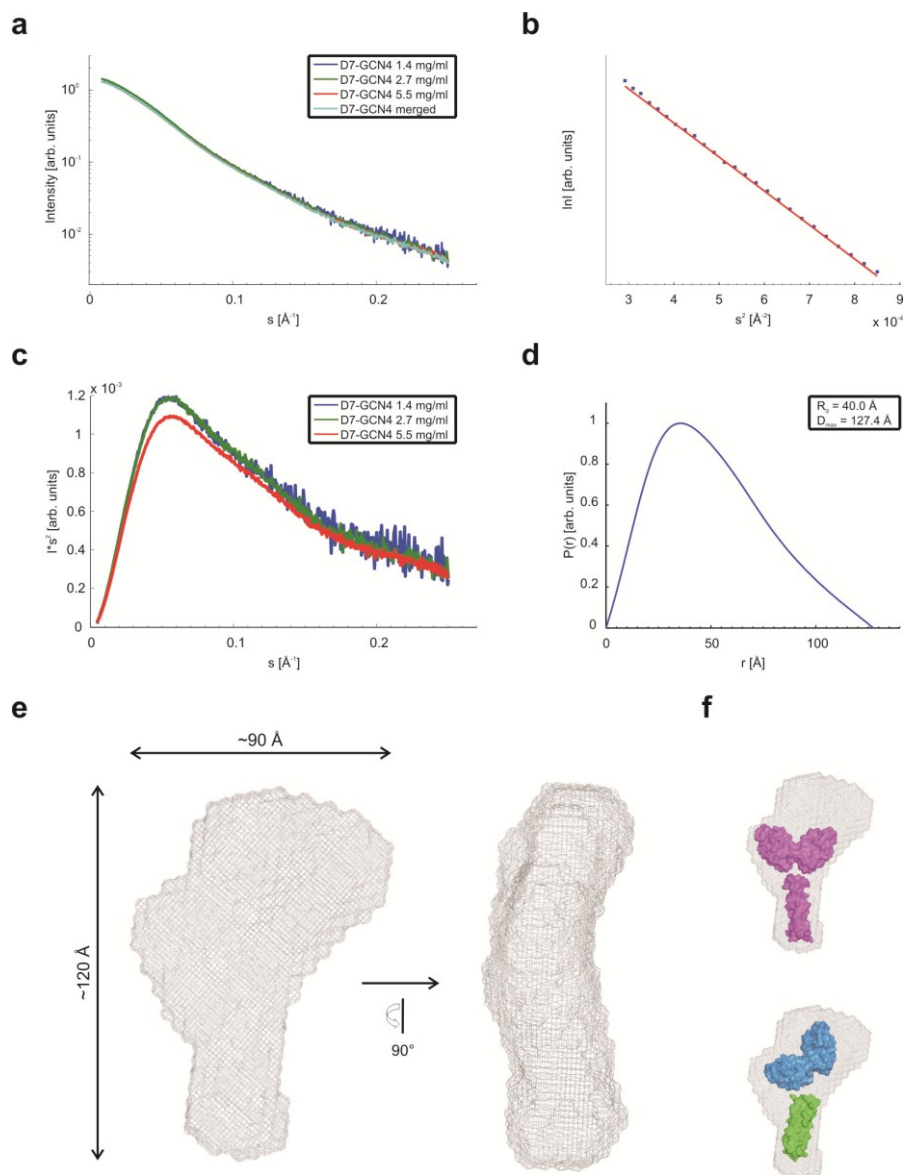 a
Intensity [arb. units]
10⁰
10⁻¹
10⁻²
0
0.1
0.2
s [Å⁻¹]
D7-GCN4 1.4 mg/ml
D7-GCN4 2.7 mg/ml
D7-GCN4 5.5 mg/ml
D7-GCN4 merged
b
lnI [arb. units]
3 4 5 6 7 8 9
s² [Å⁻²]
x 10⁻⁴
c
x 10⁻³
I*s² [arb. units]
1.2
1
0.8
0.6
0.4
0.2
0
0
0.1
0.2
s [Å⁻¹]
D7-GCN4 1.4 mg/ml
D7-GCN4 2.7 mg/ml
D7-GCN4 5.5 mg/ml
d
P(r) [arb. units]
1
0.8
0.6
0.4
0.2
0
0 50 100
r [Å]
R = 40.0 Å
Dmax = 127.4 Å
e
~90 Å
~120 Å
90°
f